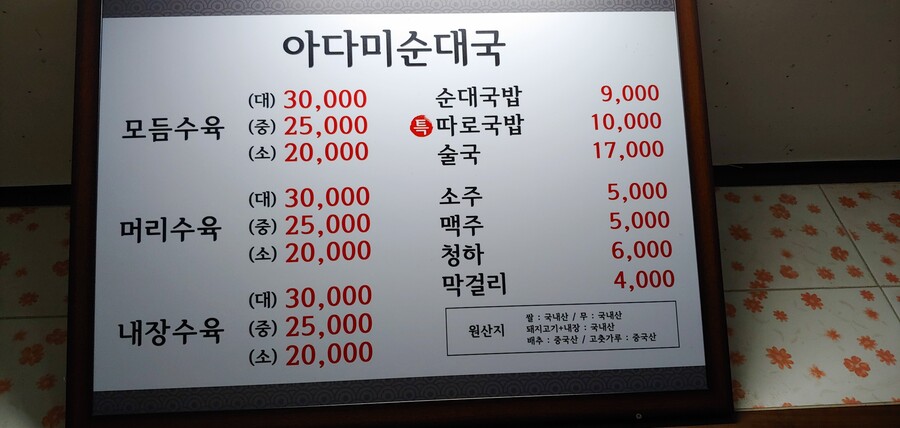 아다미순대국
모듬수육
(대) 30,000
(중) 25,000
(소) 20,000
머리수육
(대) 30,000
(중) 25,000
(소) 20,000
내장수육
(대) 30,000
(중) 25,000
(소) 20,000
순대국밥 9,000
특 따로국밥 10,000
술국 17,000
소주 5,000
맥주 5,000
청하 6,000
막걸리 4,000
원산지
쌀 : 국내산 / 무 : 국내산
돼지고기+내장 : 국내산
배추 : 중국산 / 고춧가루 : 중국산